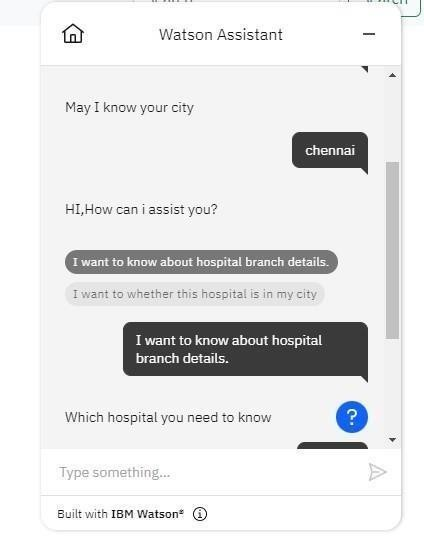 Watson Assistant
May I know your city
chennai
HI,How can i assist you?
I want to know about hospital branch details.
I want to whether this hospital is in my city
I want to know about hospital
branch details.
Which hospital you need to know
?
Type something...
Built with IBM Watson®